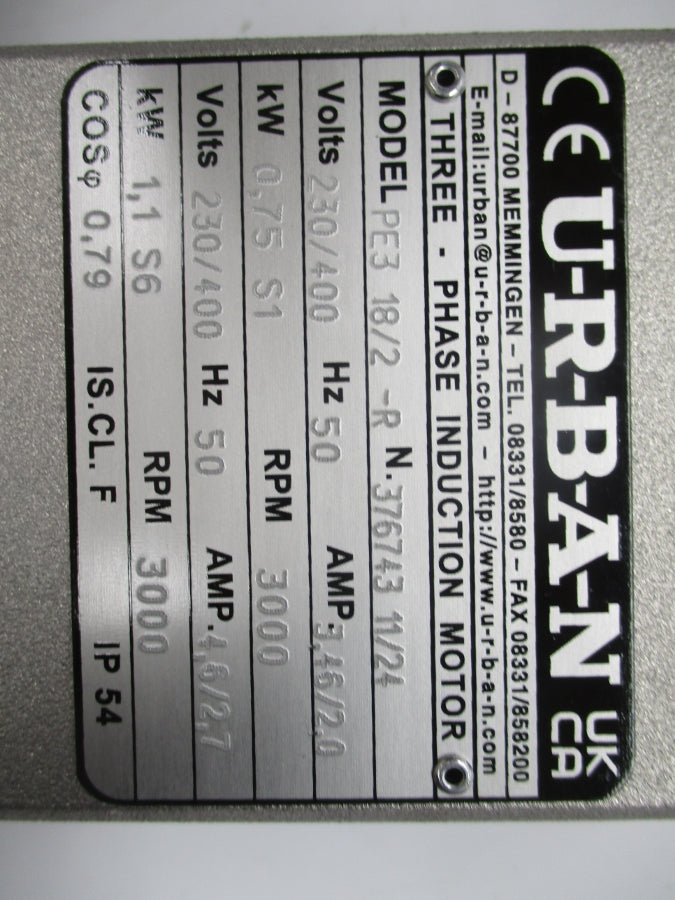 CE U-R-B-A-N UK CA
D – 87700 MEMMINGEN – TEL. 08331/8580 – FAX 08331/858200
E-mail:urban@u-r-b-a-n.com – http://www.u-r-b-a-n.com
THREE - PHASE INDUCTION MOTOR
MODEL PE3 18/2 -R N. 376743 11/24
Volts 230/400 Hz 50 AMP. 3,46/2,0
kW 0,75 S1 RPM 3000
Volts 230/400 Hz 50 AMP. 4,6/2,7
kW 1,1 S6 RPM 3000
COSφ 0,79 IS.CL. F IP 54